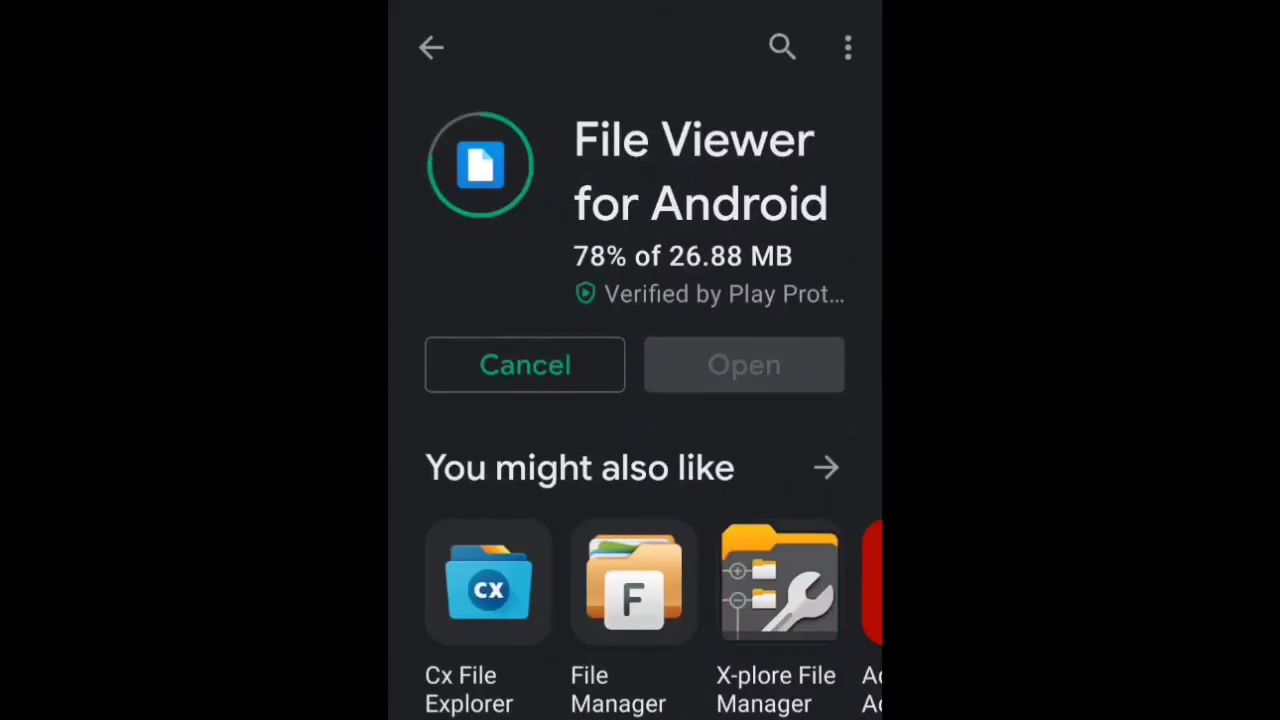 File Viewer
for Android
78% of 26.88 MB
Verified by Play Prot...
Cancel
Open
You might also like
CX
F
Cx File
Explorer
File
Manager
X-plore File
Manager